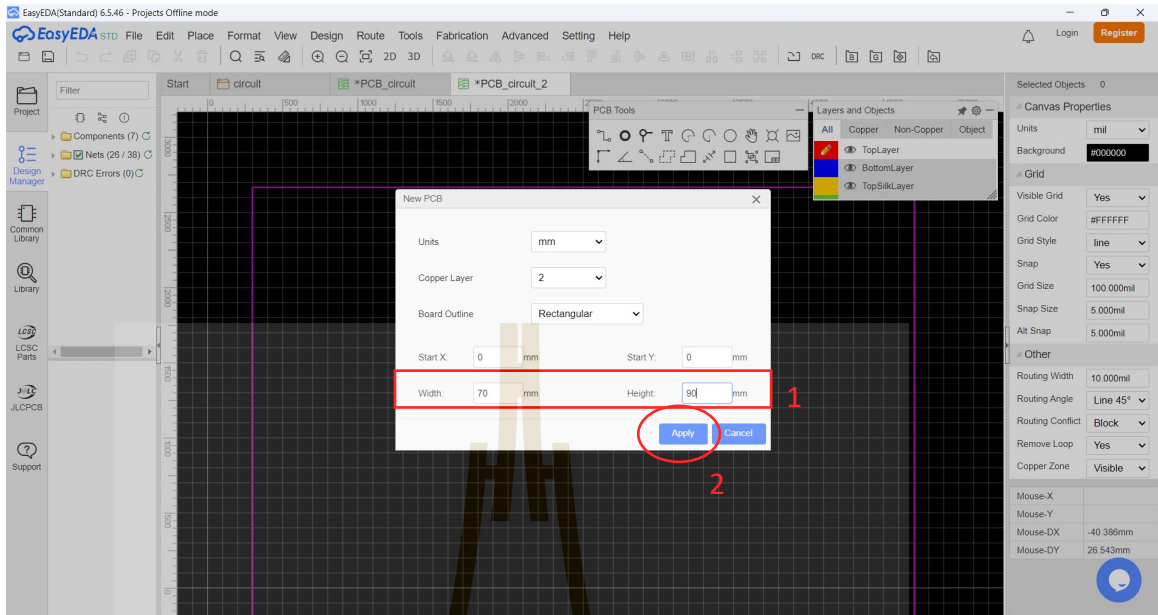 EasyEDA(Standard) 6.5.46 - Projects Offline mode
EasyEDA STD File Edit Place Format View Design Route Tools Fabrication Advanced Setting Help
Login Register
2D 3D DRC
Project
Design Manager
Common Library
Library
LCSC Parts
JLCPCB
Support
Filter
Components (7)
Nets (26 / 38)
DRC Errors (0)
Start circuit *PCB_circuit *PCB_circuit_2
PCB Tools
Layers and Objects
All Copper Non-Copper Object
TopLayer
BottomLayer
TopSilkLayer
New PCB
Units mm
Copper Layer 2
Board Outline Rectangular
Start X: 0 mm Start Y: 0 mm
Width: 70 mm Height: 90 mm
1
Apply Cancel
2
Selected Objects 0
Canvas Properties
Units mil
Background #000000
Grid
Visible Grid Yes
Grid Color #FFFFFF
Grid Style line
Snap Yes
Grid Size 100.000mil
Snap Size 5.000mil
Alt Snap 5.000mil
Other
Routing Width 10.000mil
Routing Angle Line 45°
Routing Conflict Block
Remove Loop Yes
Copper Zone Visible
Mouse-X
Mouse-Y
Mouse-DX -40.386mm
Mouse-DY 26.543mm